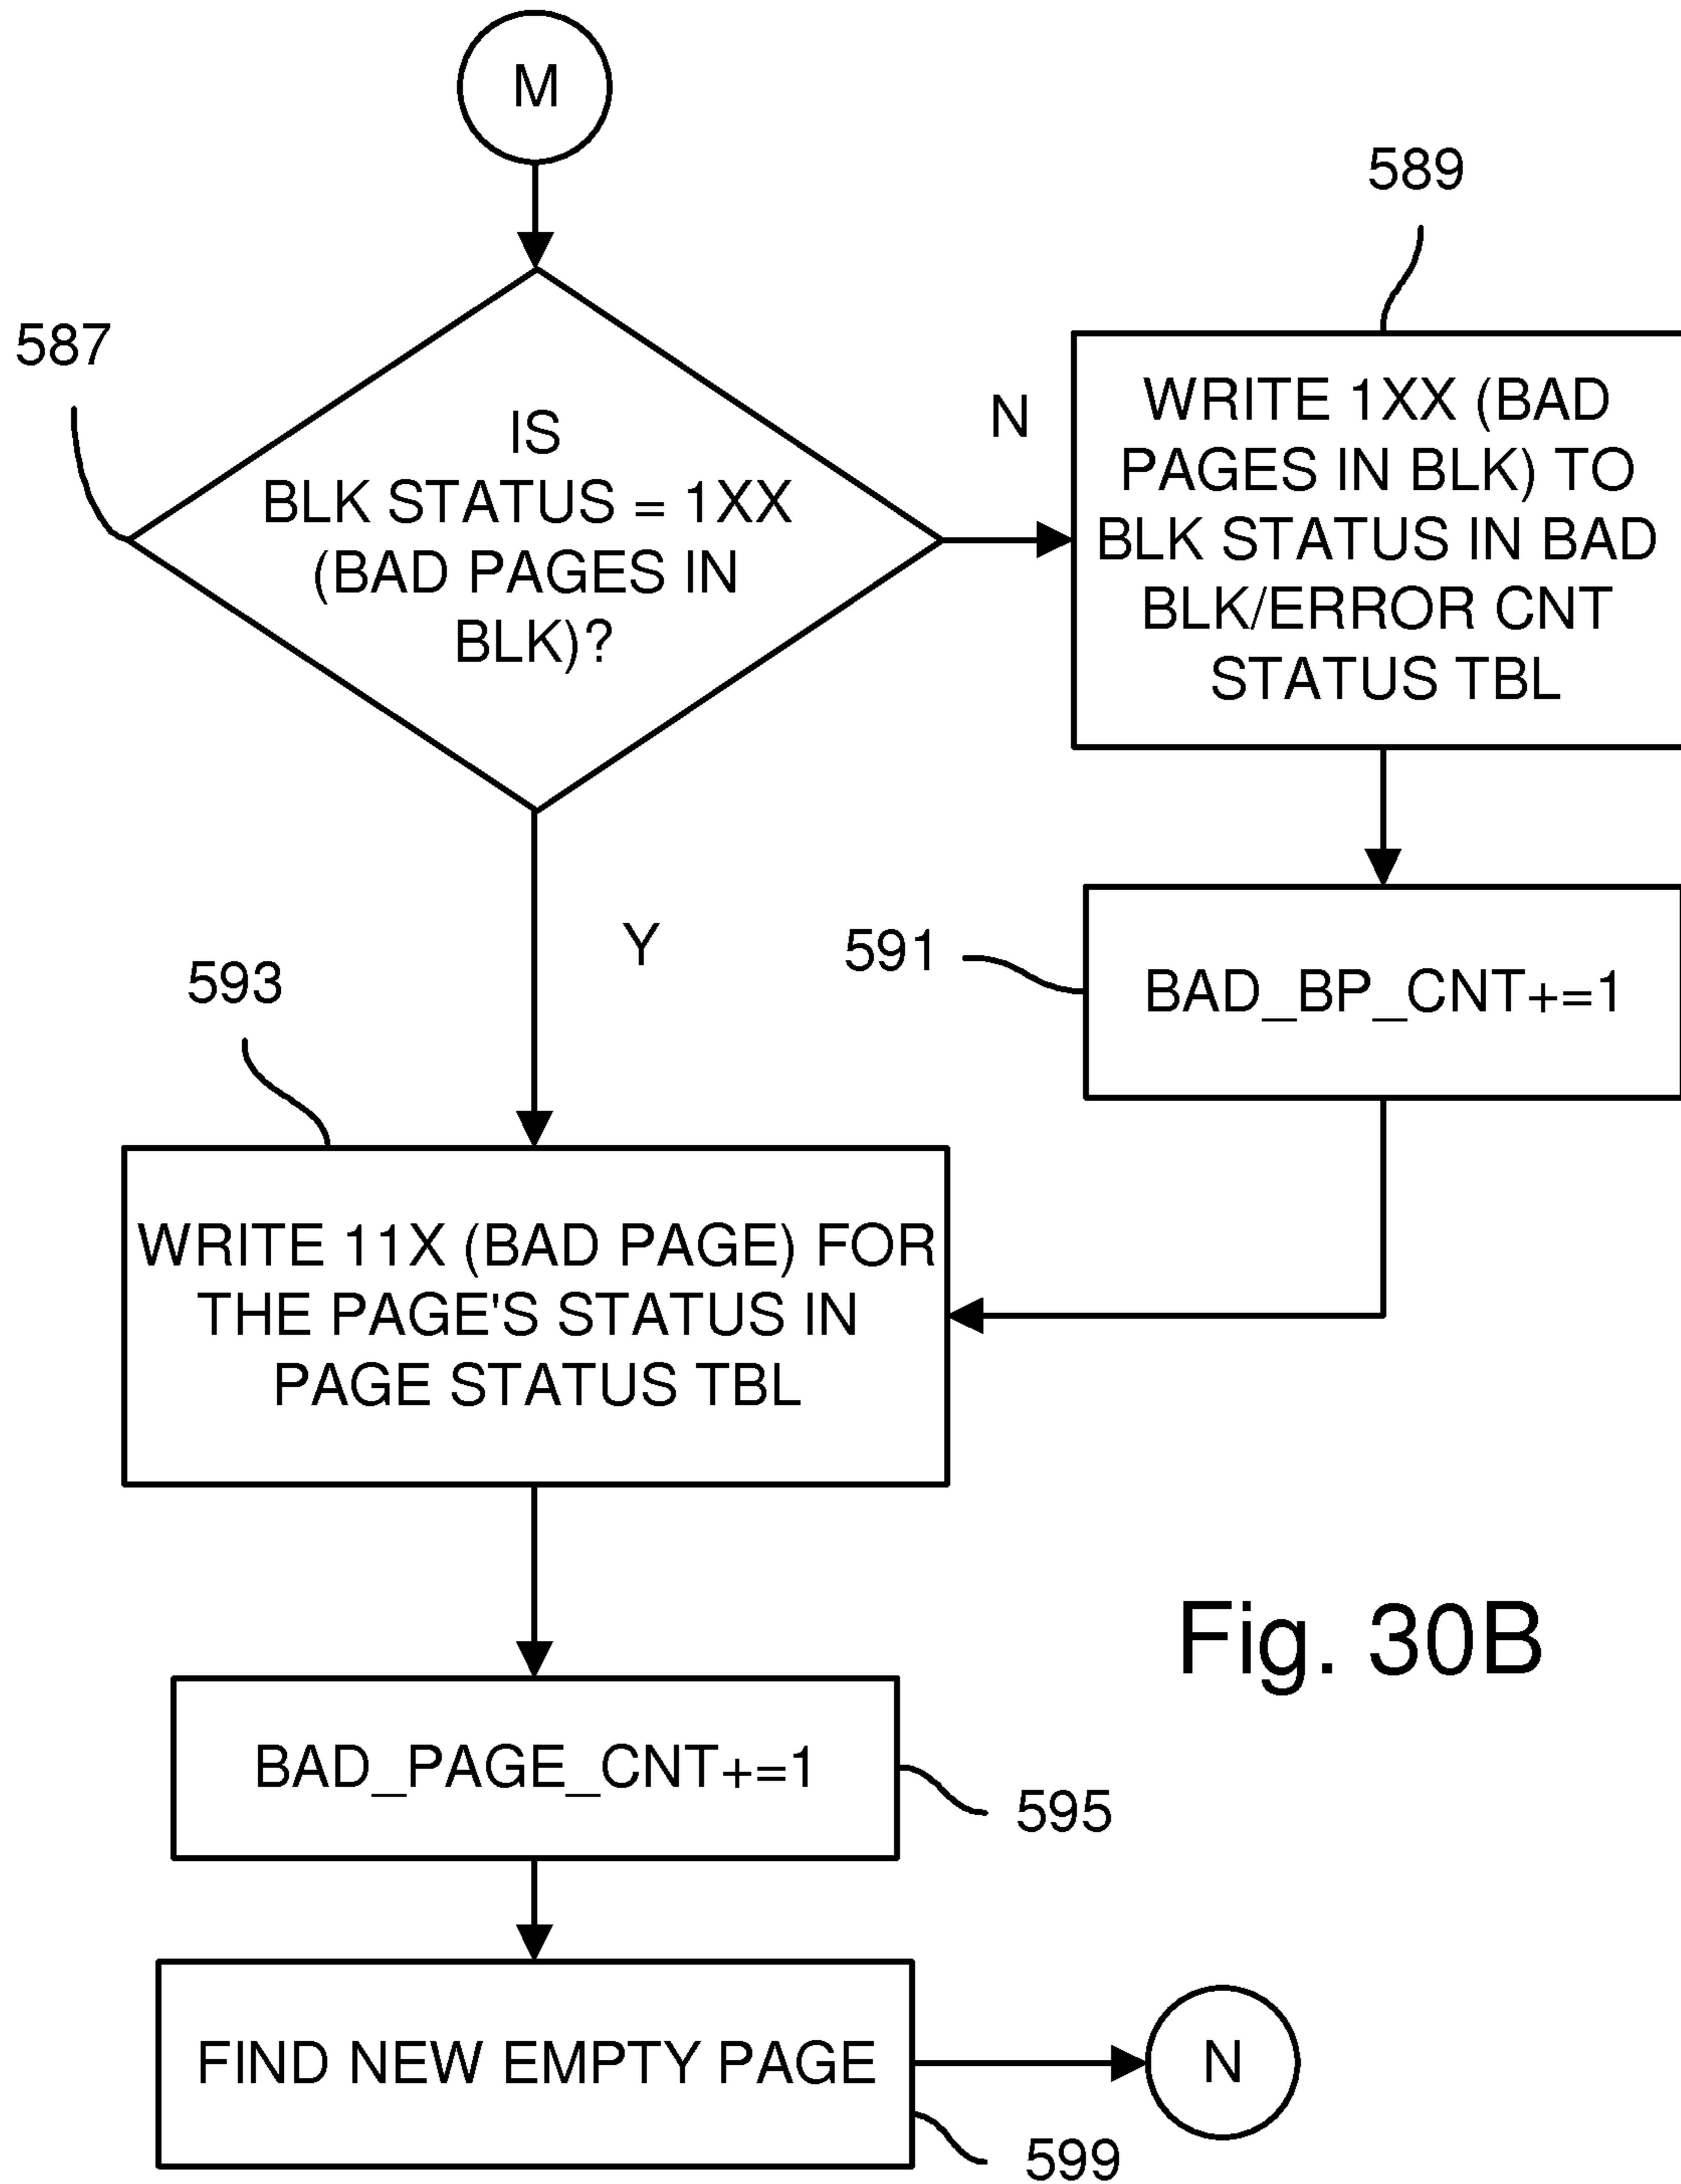 M
587
IS
BLK STATUS = 1XX
(BAD PAGES IN
BLK)?
N
589
WRITE 1XX (BAD
PAGES IN BLK) TO
BLK STATUS IN BAD
BLK/ERROR CNT
STATUS TBL
Y
591
BAD_BP_CNT+=1
593
WRITE 11X (BAD PAGE) FOR
THE PAGE'S STATUS IN
PAGE STATUS TBL
Fig. 30B
BAD_PAGE_CNT+=1
595
FIND NEW EMPTY PAGE
N
599